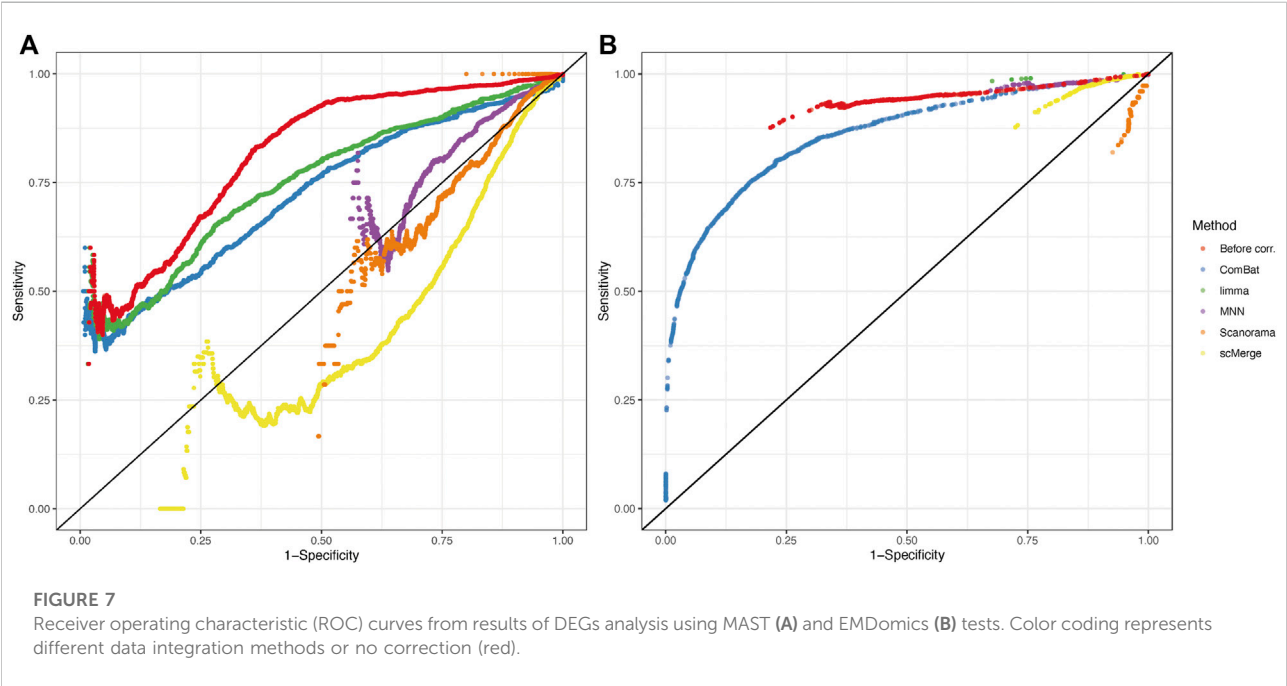 A
B
1.00
0.75
0.50
0.25
0.00
Sensitivity
0.00
0.25
0.50
0.75
1.00
1−Specificity
1.00
0.75
0.50
0.25
0.00
Sensitivity
0.00
0.25
0.50
0.75
1.00
1−Specificity
Method
Before corr.
ComBat
limma
MNN
Scanorama
scMerge
FIGURE 7
Receiver operating characteristic (ROC) curves from results of DEGs analysis using MAST (A) and EMDomics (B) tests. Color coding represents
different data integration methods or no correction (red).